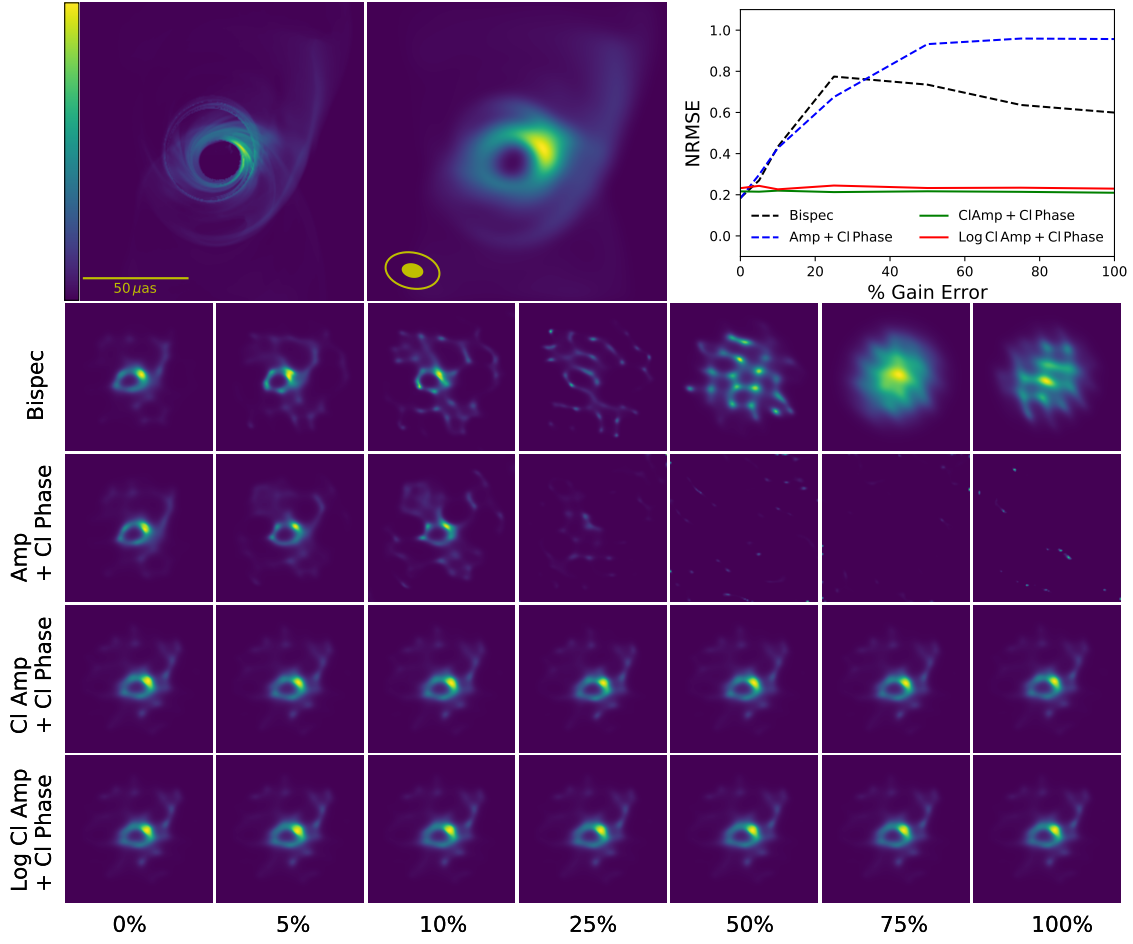 50 μas
NRMSE
1.0
0.8
0.6
0.4
0.2
0.0
Bispec
Amp + Cl Phase
ClAmp + Cl Phase
Log Cl Amp + Cl Phase
0 20 40 60 80 100
% Gain Error
Bispec
Amp
+ Cl Phase
Cl Amp
+ Cl Phase
Log Cl Amp
+ Cl Phase
0% 5% 10% 25% 50% 75% 100%